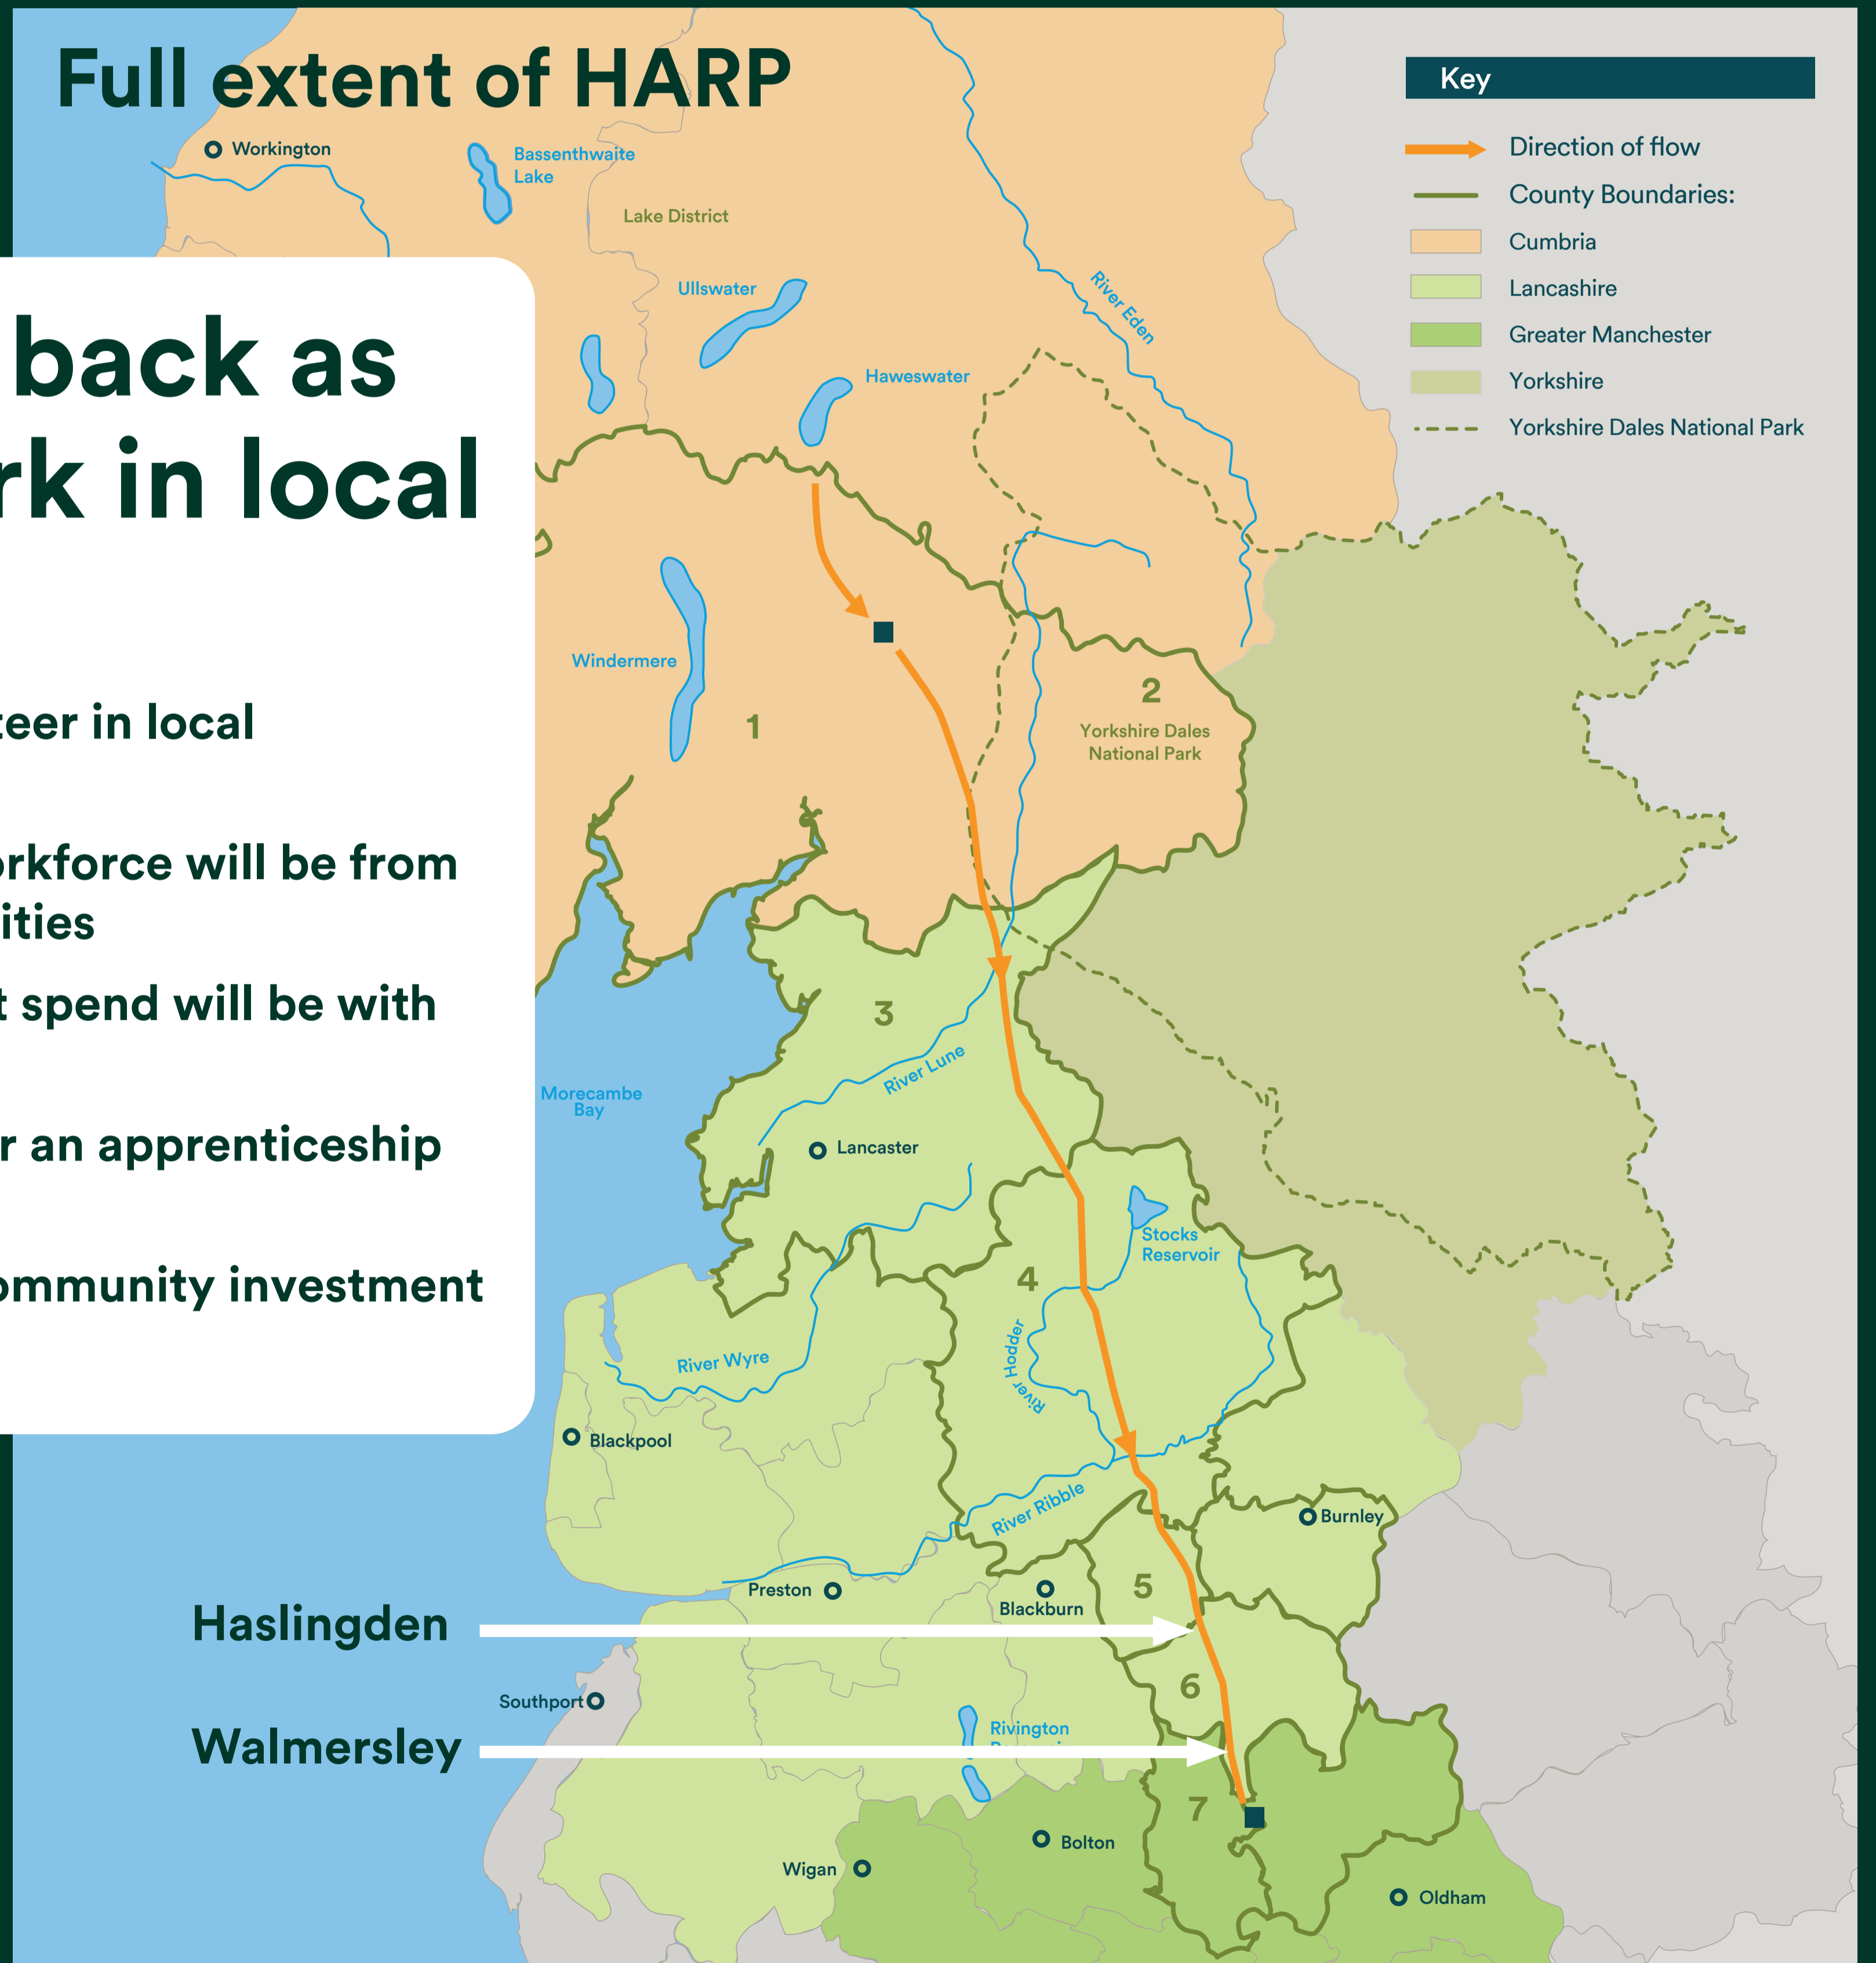 Full extent of HARP
Key
Direction of flow
County Boundaries:
Cumbria
Lancashire
Greater Manchester
Yorkshire
Yorkshire Dales National Park
Workington
Bassenthwaite
Lake
Lake District
Ullswater
River Eden
Haweswater
back as
rk in local
teer in local
orkforce will be from
ities
t spend will be with
r an apprenticeship
ommunity investment
Windermere
1
2
Yorkshire Dales
National Park
3
River Lune
Morecambe
Bay
Lancaster
Stocks
Reservoir
4
River Hodder
River Wyre
Blackpool
River Ribble
Burnley
Preston
Blackburn
5
Haslingden
6
Southport
Rivington
Walmersley
7
Bolton
Wigan
Oldham